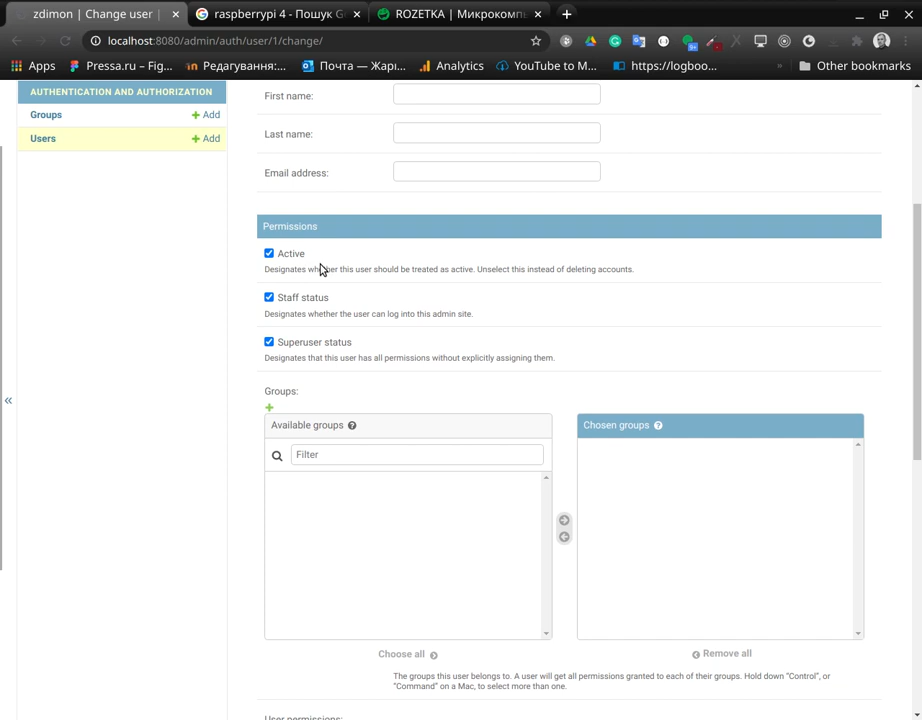 zdimon | Change user |
raspberrypi 4 - Пошук Go
ROZETKA | Микрокомпь
localhost:8080/admin/auth/user/1/change/
Apps
Pressa.ru – Fig...
Редагування:...
Почта — Жарі...
Analytics
YouTube to M...
https://logboo...
»
Other bookmarks
AUTHENTICATION AND AUTHORIZATION
Groups
+ Add
Users
+ Add
«
First name:
Last name:
Email address:
Permissions
Active
Designates whether this user should be treated as active. Unselect this instead of deleting accounts.
Staff status
Designates whether the user can log into this admin site.
Superuser status
Designates that this user has all permissions without explicitly assigning them.
Groups:
Available groups
Chosen groups
Filter
Choose all
Remove all
The groups this user belongs to. A user will get all permissions granted to each of their groups. Hold down “Control”, or
“Command” on a Mac, to select more than one.
User permissions: